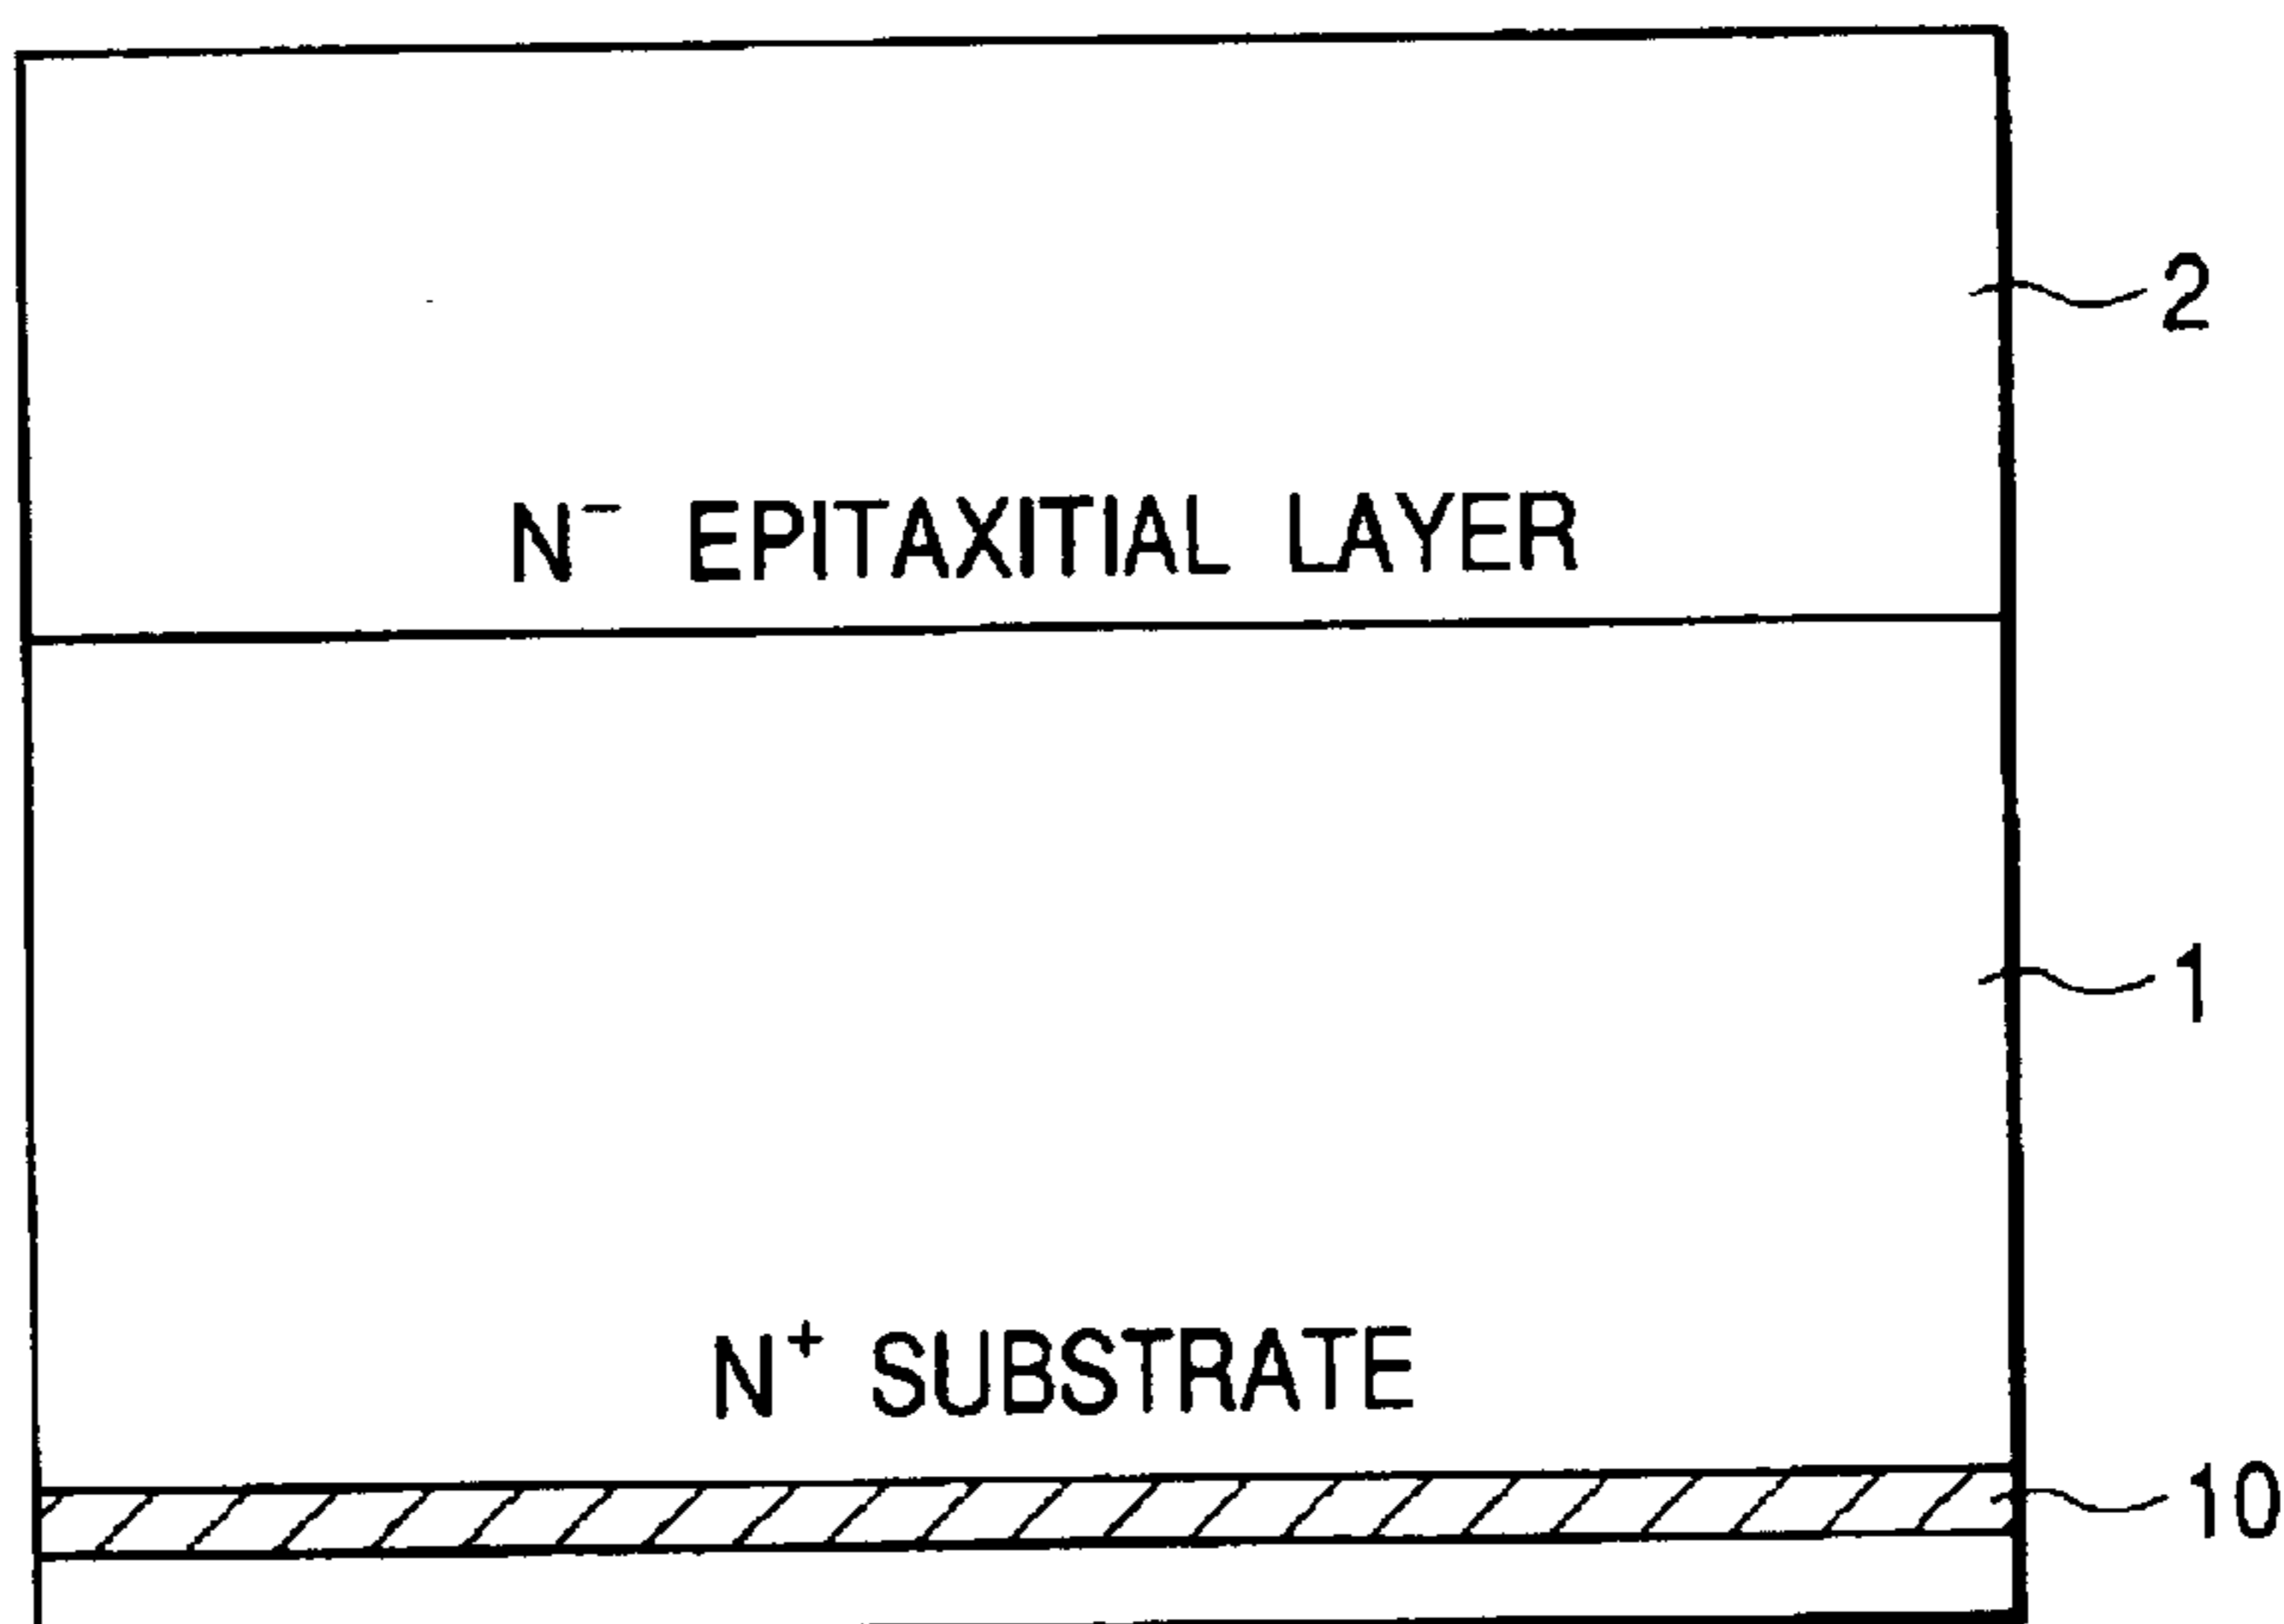 2
N⁻ EPITAXITIAL LAYER
1
N⁺ SUBSTRATE
10